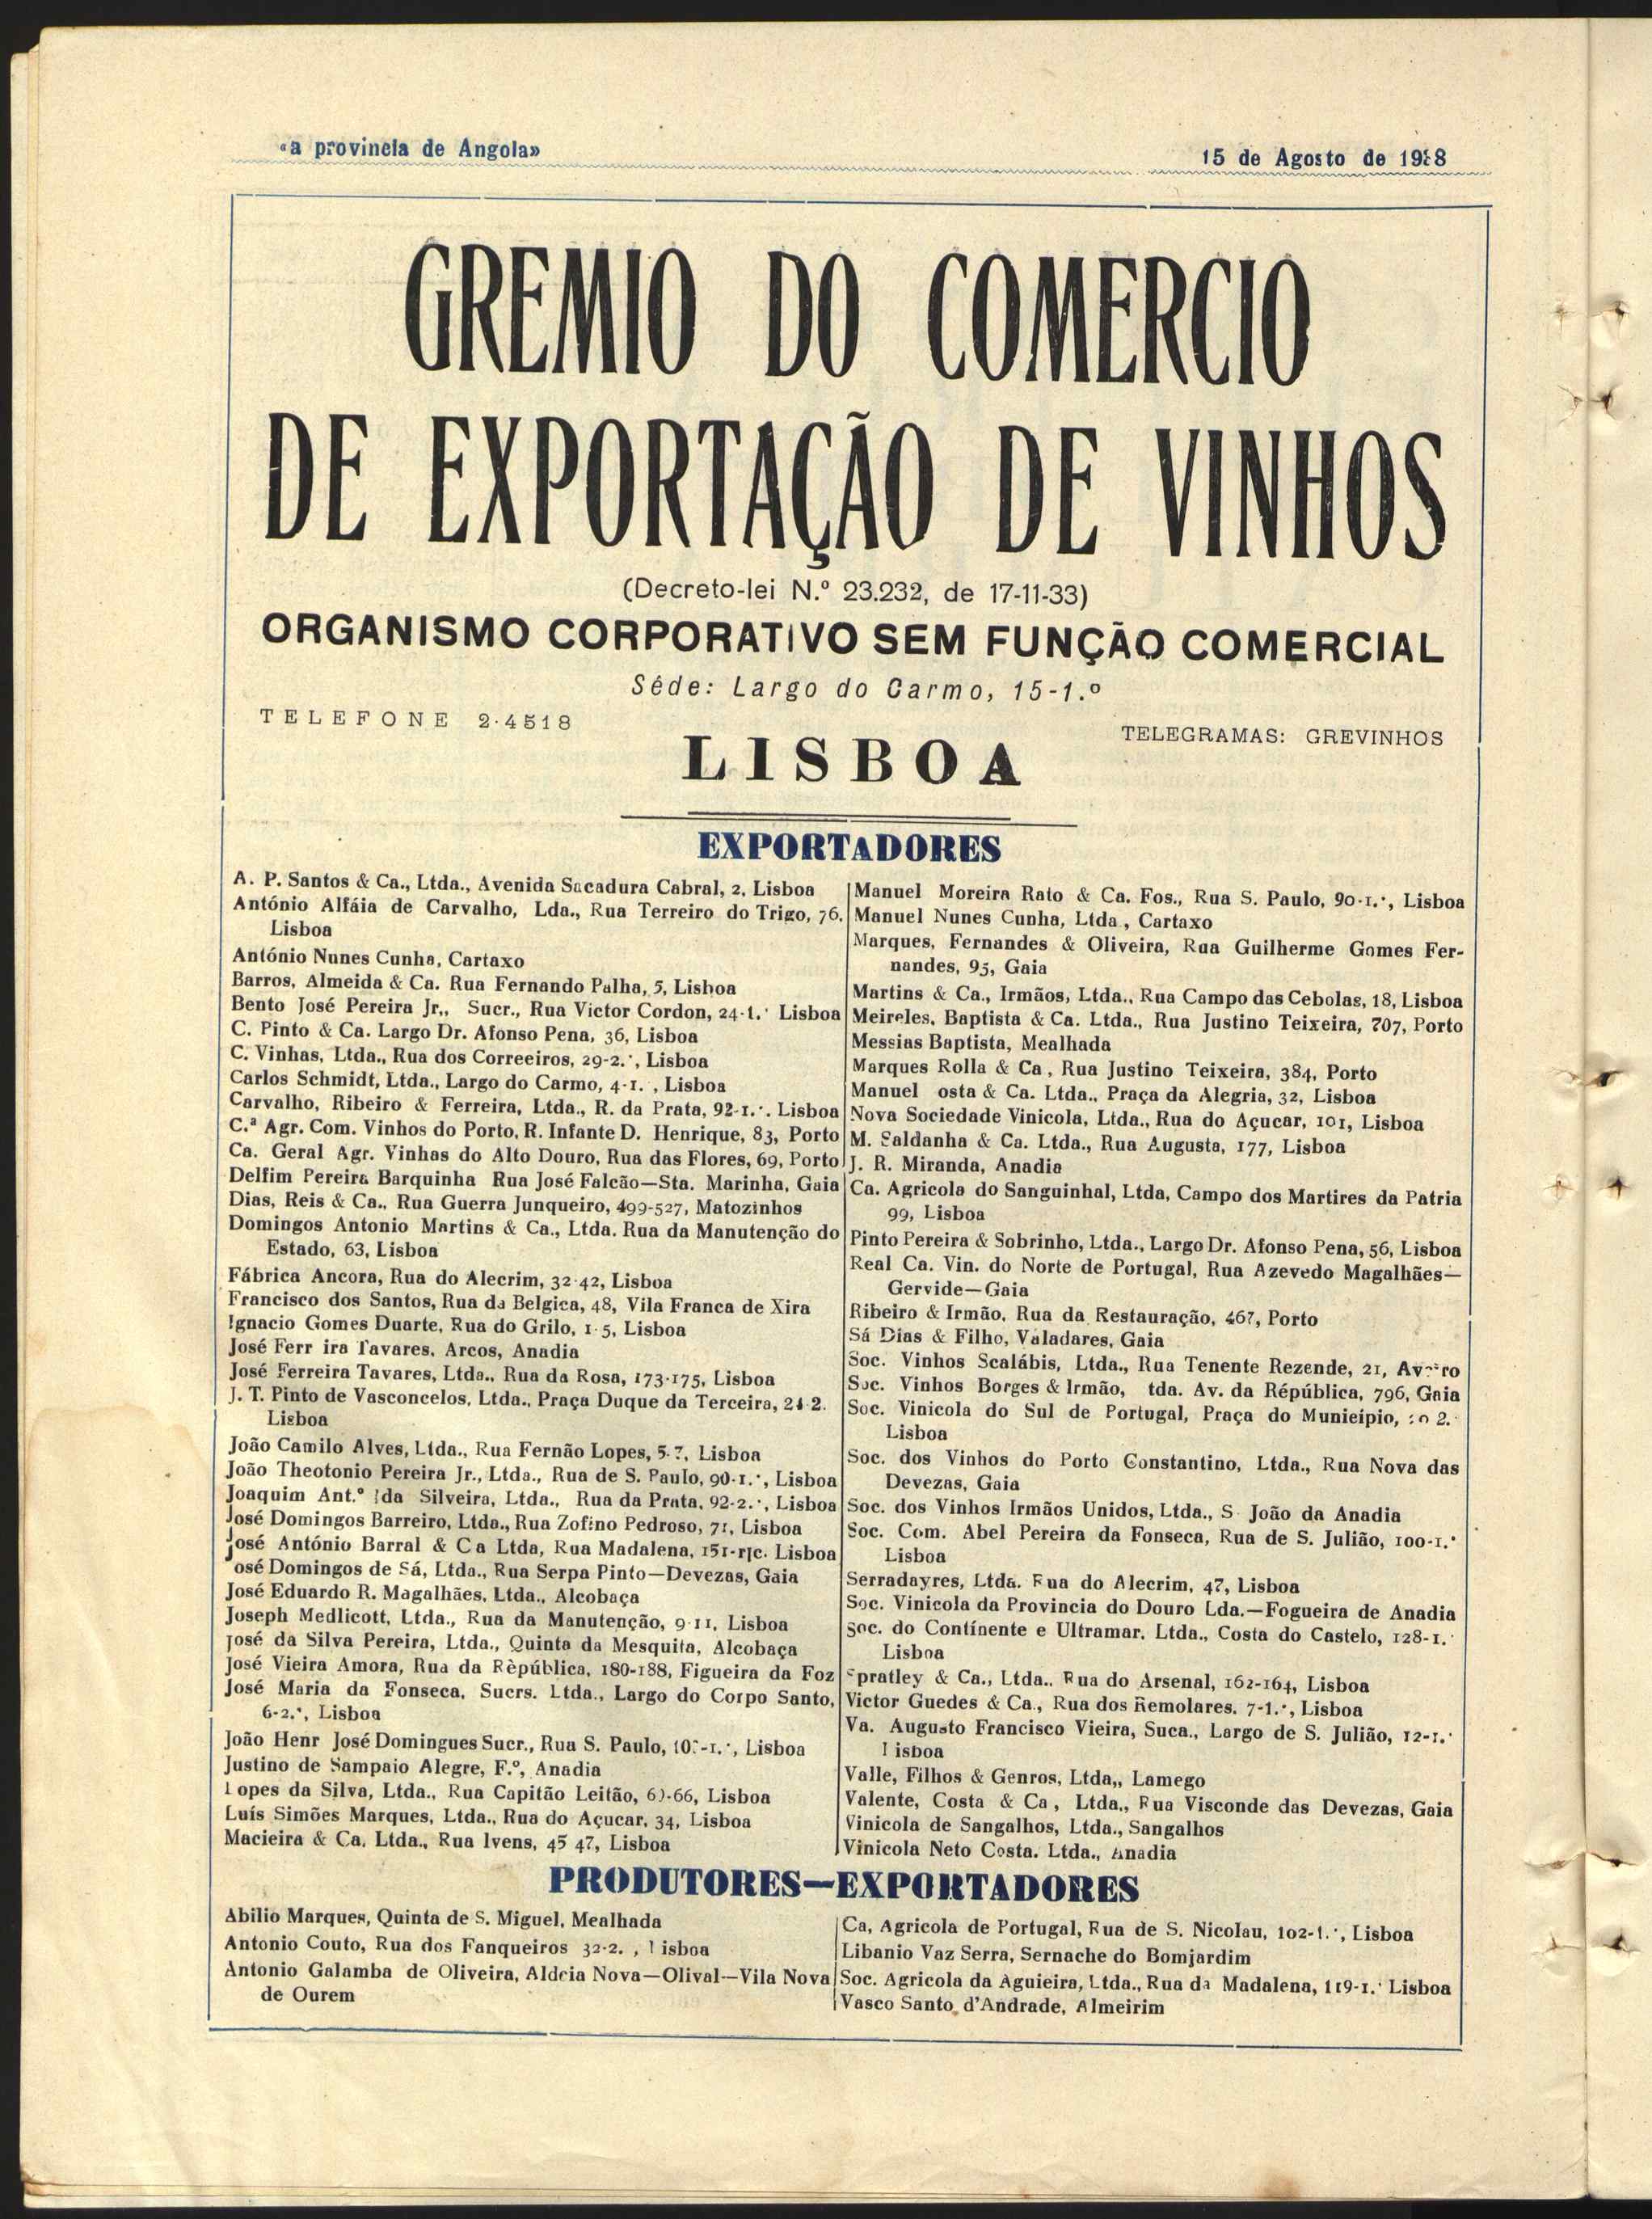 «a provincia de Angola»
15 de Agosto de 1938
GREMIO DO COMERCIO
DE EXPORTAÇÃO DE VINHOS
(Decreto-lei N.º 23.232, de 17-11-33)
ORGANISMO CORPORATIVO SEM FUNÇÃO COMERCIAL
Séde: Largo do Carmo, 15-1.º
TELEFONE 2·4518
TELEGRAMAS: GREVINHOS
LISBOA
EXPORTADORES
A. P. Santos & Ca., Ltda., Avenida Sacadura Cabral, 2, Lisboa
António Alfáia de Carvalho, Lda., Rua Terreiro do Trigo, 76,
Lisboa
António Nunes Cunha, Cartaxo
Barros, Almeida & Ca. Rua Fernando Palha, 5, Lisboa
Bento José Pereira Jr., Sucr., Rua Victor Cordon, 24-1.· Lisboa
C. Pinto & Ca. Largo Dr. Afonso Pena, 36, Lisboa
C. Vinhas, Ltda., Rua dos Correeiros, 29-2.·, Lisboa
Carlos Schmidt, Ltda., Largo do Carmo, 4-1. , Lisboa
Carvalho, Ribeiro & Ferreira, Ltda., R. da Prata, 92-1.·. Lisboa
C.ª Agr. Com. Vinhos do Porto, R. Infante D. Henrique, 83, Porto
Ca. Geral Agr. Vinhas do Alto Douro, Rua das Flores, 69, Porto
Delfim Pereira Barquinha Rua José Falcão—Sta. Marinha, Gaia
Dias, Reis & Ca., Rua Guerra Junqueiro, 499-527, Matozinhos
Domingos Antonio Martins & Ca., Ltda. Rua da Manutenção do
Estado, 63, Lisboa
Fábrica Ancora, Rua do Alecrim, 32-42, Lisboa
Francisco dos Santos, Rua da Belgica, 48, Vila Franca de Xira
Ignacio Gomes Duarte, Rua do Grilo, 1-5, Lisboa
José Ferr ira Tavares, Arcos, Anadia
José Ferreira Tavares, Ltda., Rua da Rosa, 173-175, Lisboa
J. T. Pinto de Vasconcelos, Ltda., Praça Duque da Terceira, 24-2.
Lisboa
João Camilo Alves, Ltda., Rua Fernão Lopes, 5-7, Lisboa
João Theotonio Pereira Jr., Ltda., Rua de S. Paulo, 90-1.·, Lisboa
Joaquim Ant.º da Silveira, Ltda., Rua da Prata, 92-2.·, Lisboa
José Domingos Barreiro, Ltda., Rua Zofino Pedroso, 71, Lisboa
José António Barral & Ca Ltda, Rua Madalena, 151-r/c. Lisboa
osé Domingos de Sá, Ltda., Rua Serpa Pinto—Devezas, Gaia
José Eduardo R. Magalhães, Ltda., Alcobaça
Joseph Medlicott, Ltda., Rua da Manutenção, 9-11, Lisboa
José da Silva Pereira, Ltda., Quinta da Mesquita, Alcobaça
José Vieira Amora, Rua da Rèpública, 180-188, Figueira da Foz
José Maria da Fonseca, Sucrs. Ltda., Largo do Corpo Santo,
6-2.·, Lisboa
João Henr José Domingues Sucr., Rua S. Paulo, Lisboa
Justino de Sampaio Alegre, F.º, Anadia
Lopes da Silva, Ltda., Rua Capitão Leitão, Lisboa
Luís Simões Marques, Ltda., Rua do Açucar, 34, Lisboa
Macieira & Ca. Ltda., Rua Ivens, 45 47, Lisboa
Manuel Moreira Rato & Ca. Fos., Rua S. Paulo, 90-1.·, Lisboa
Manuel Nunes Cunha, Ltda., Cartaxo
Marques, Fernandes & Oliveira, Rua Guilherme Gomes Fer-
nandes, 95, Gaia
Martins & Ca., Irmãos, Ltda., Rua Campo das Cebolas, 18, Lisboa
Meireles, Baptista & Ca. Ltda., Rua Justino Teixeira, 707, Porto
Messias Baptista, Mealhada
Marques Rolla & Ca, Rua Justino Teixeira, 384, Porto
Manuel osta & Ca. Ltda., Praça da Alegria, 32, Lisboa
Nova Sociedade Vinicola, Ltda., Rua do Açucar, 101, Lisboa
M. Saldanha & Ca. Ltda., Rua Augusta, 177, Lisboa
J. R. Miranda, Anadia
Ca. Agricola do Sanguinhal, Ltda, Campo dos Martires da Patria
99, Lisboa
Pinto Pereira & Sobrinho, Ltda., Largo Dr. Afonso Pena, 56, Lisboa
Real Ca. Vin. do Norte de Portugal, Rua Azevedo Magalhães—
Gervide—Gaia
Ribeiro & Irmão, Rua da Restauração, 467, Porto
Sá Dias & Filho, Valadares, Gaia
Soc. Vinhos Scalábis, Ltda., Rua Tenente Rezende, 21, Aveiro
Soc. Vinhos Borges & Irmão, tda. Av. da Répública, 796, Gaia
Soc. Vinicola do Sul de Portugal, Praça do Municipio,
Lisboa
Soc. dos Vinhos do Porto Constantino, Ltda., Rua Nova das
Devezas, Gaia
Soc. dos Vinhos Irmãos Unidos, Ltda., S João da Anadia
Soc. Com. Abel Pereira da Fonseca, Rua de S. Julião, 100-1.·
Lisboa
Serradayres, Ltda. Rua do Alecrim, 47, Lisboa
Soc. Vinicola da Provincia do Douro Lda.—Fogueira de Anadia
Soc. do Contínente e Ultramar, Ltda., Costa do Castelo, 128-1.·
Lisboa
Spratley & Ca., Ltda.. Rua do Arsenal, 162-164, Lisboa
Victor Guedes & Ca., Rua dos Remolares, 7-1.·, Lisboa
Va. Augusto Francisco Vieira, Suca., Largo de S. Julião, 12-1.·
Lisboa
Valle, Filhos & Genros, Ltda,, Lamego
Valente, Costa & Ca, Ltda., Rua Visconde das Devezas, Gaia
Vinicola de Sangalhos, Ltda., Sangalhos
Vinicola Neto Costa. Ltda., Anadia
PRODUTORES—EXPORTADORES
Abilio Marques, Quinta de S. Miguel, Mealhada
Antonio Couto, Rua dos Fanqueiros 32-2. , Lisboa
Antonio Galamba de Oliveira, Aldeia Nova—Olival—Vila Nova
de Ourem
Ca, Agricola de Portugal, Rua de S. Nicolau, 102-1.·, Lisboa
Libanio Vaz Serra, Sernache do Bomjardim
Soc. Agricola da Aguieira, Ltda., Rua da Madalena, 119-1.· Lisboa
Vasco Santo d'Andrade, Almeirim